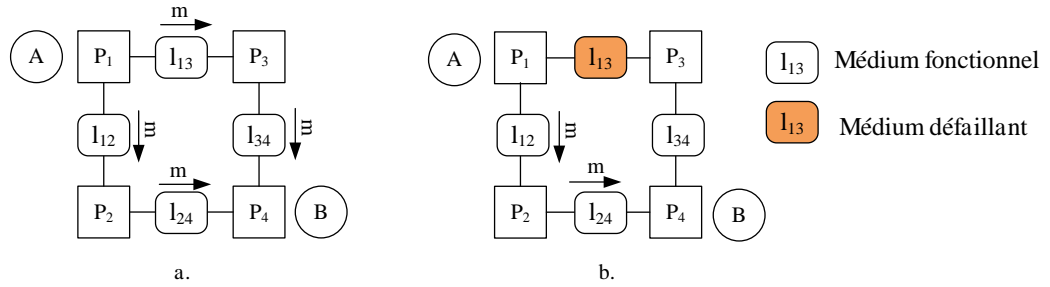 m
A
P1
l13
P3
l12
m
l34
m
m
P2
l24
P4
B
a.
A
P1
l13
P3
l12
m
l34
m
P2
l24
P4
B
b.
l13 Médium fonctionnel
l13 Médium défaillant